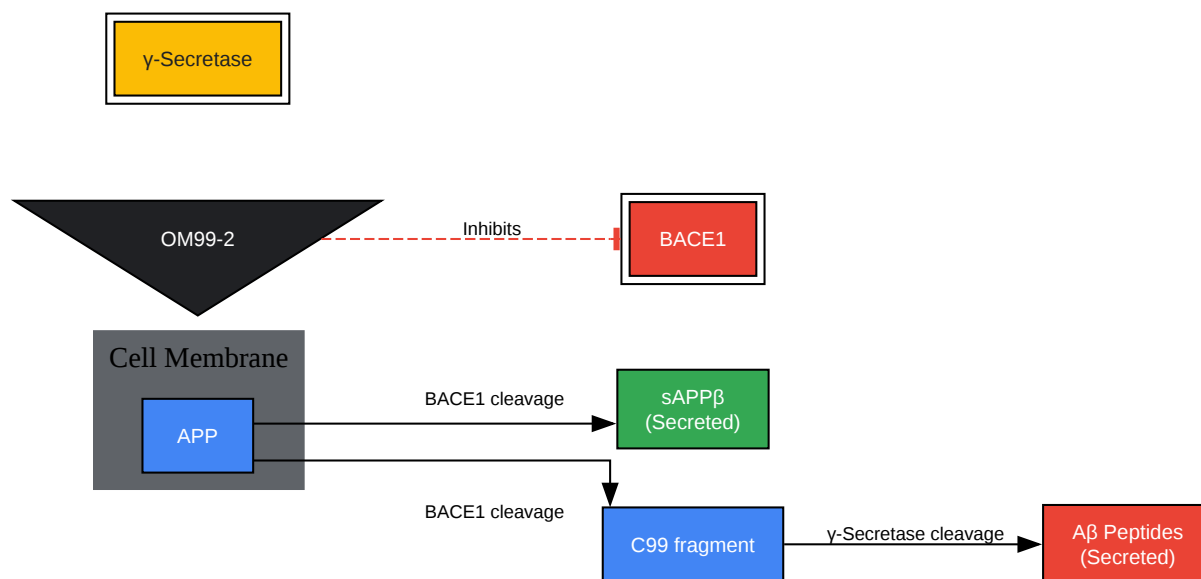 γ-Secretase
OM99-2
Inhibits
BACE1
Cell Membrane
APP
BACE1 cleavage
sAPPβ
(Secreted)
BACE1 cleavage
C99 fragment
γ-Secretase cleavage
Aβ Peptides
(Secreted)